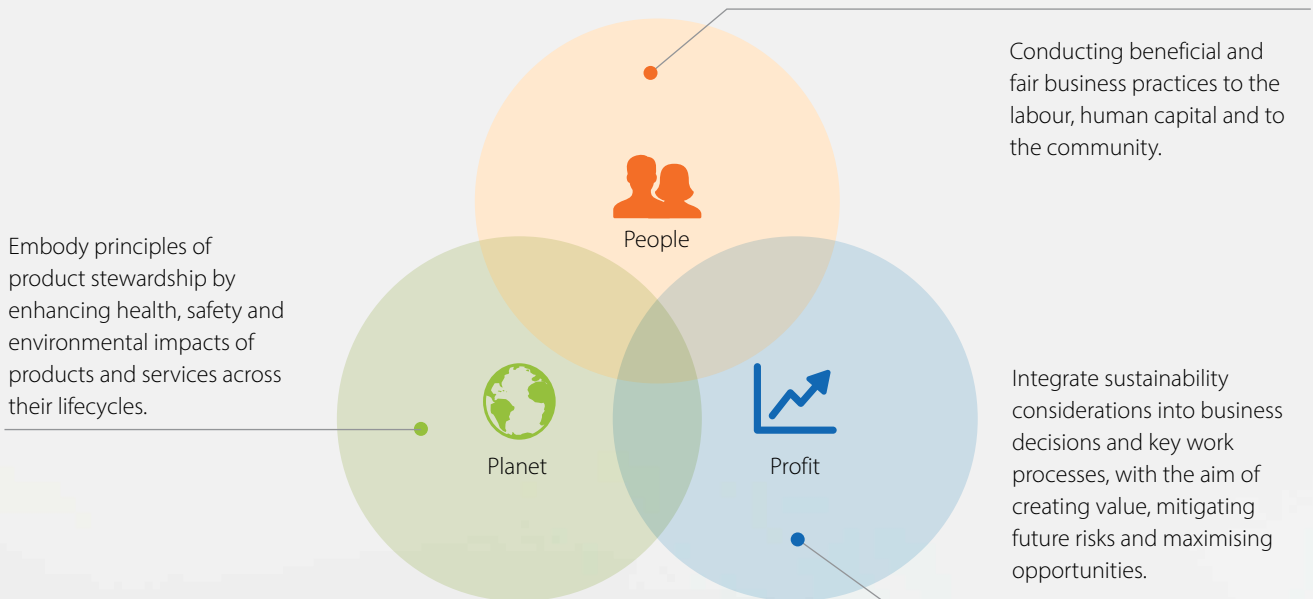 Conducting beneficial and
fair business practices to the
labour, human capital and to
the community.
People
Embody principles of
product stewardship by
enhancing health, safety and
environmental impacts of
products and services across
their lifecycles.
Planet
Profit
Integrate sustainability
considerations into business
decisions and key work
processes, with the aim of
creating value, mitigating
future risks and maximising
opportunities.